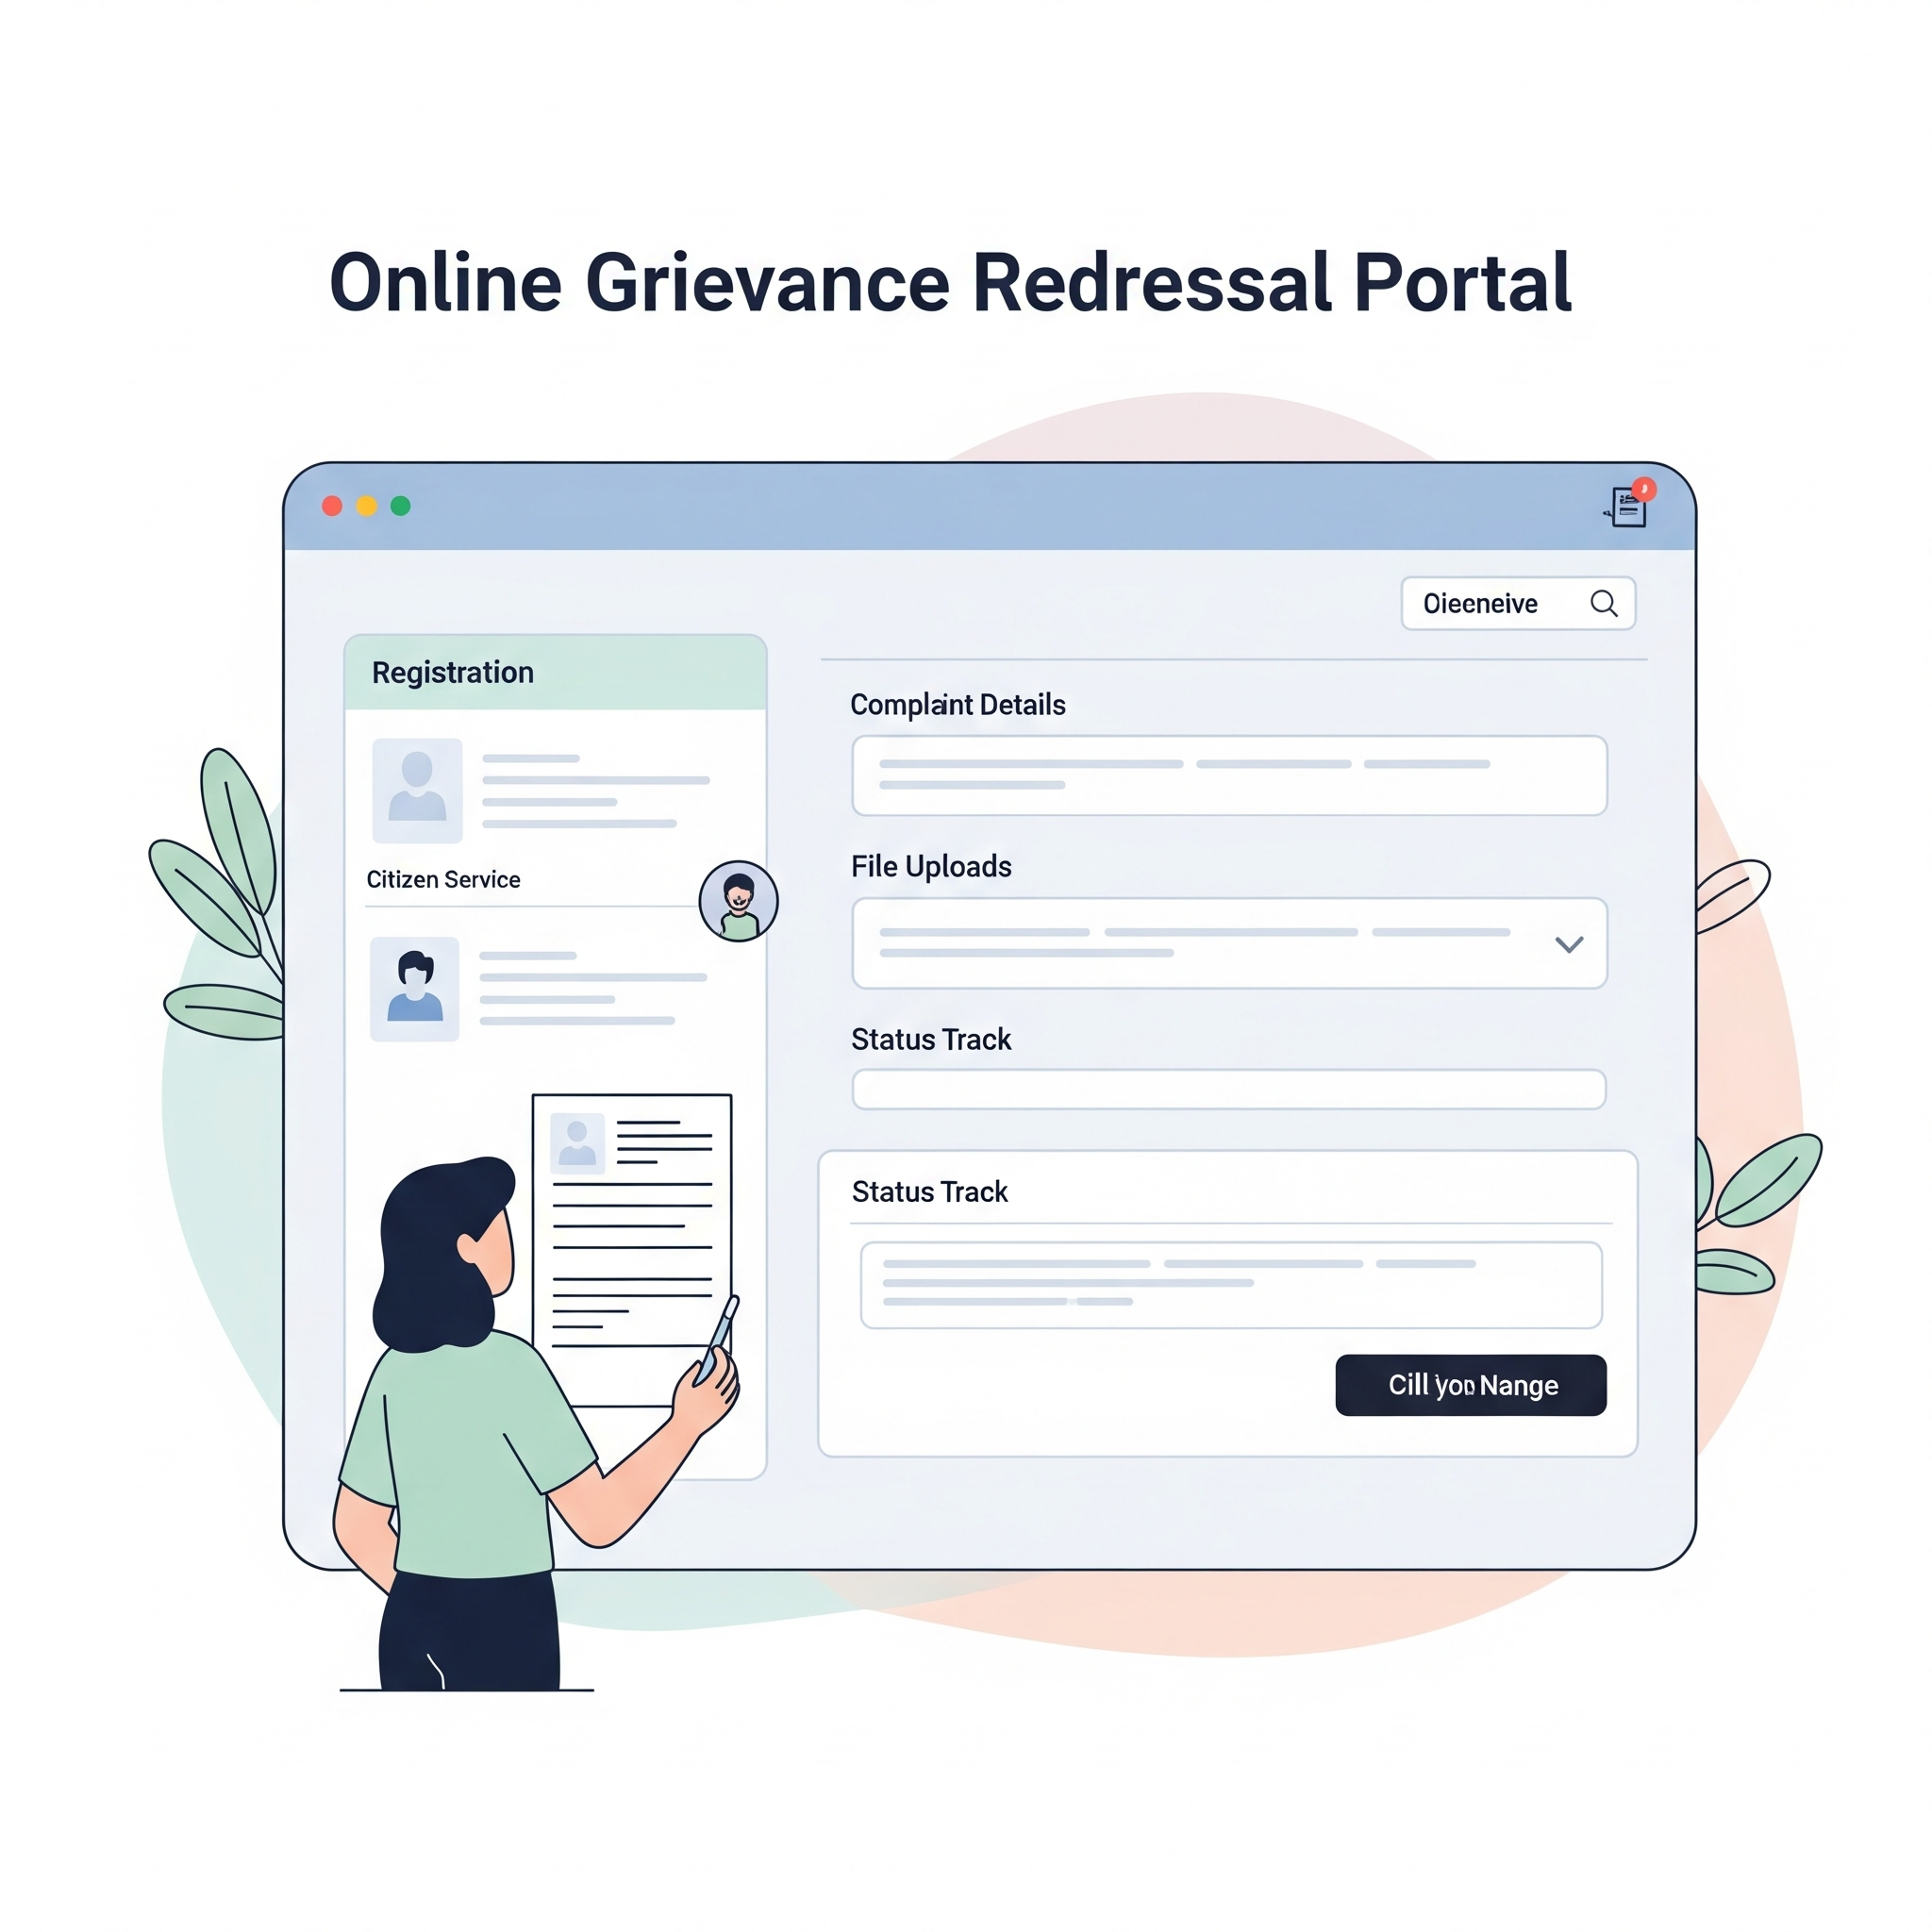 Online Grievance Redressal Portal
Oieeneive
Registration
Complaint Details
Citizen Service
File Uploads
Status Track
Status Track
Cill yon Nange